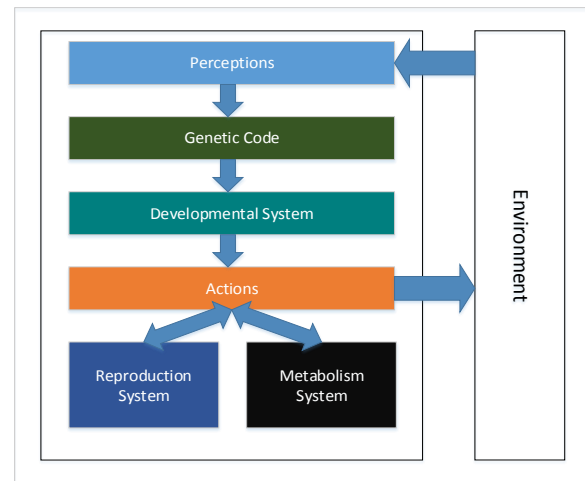 Perceptions
Genetic Code
Developmental System
Actions
Reproduction
System
Metabolism
System
Environment